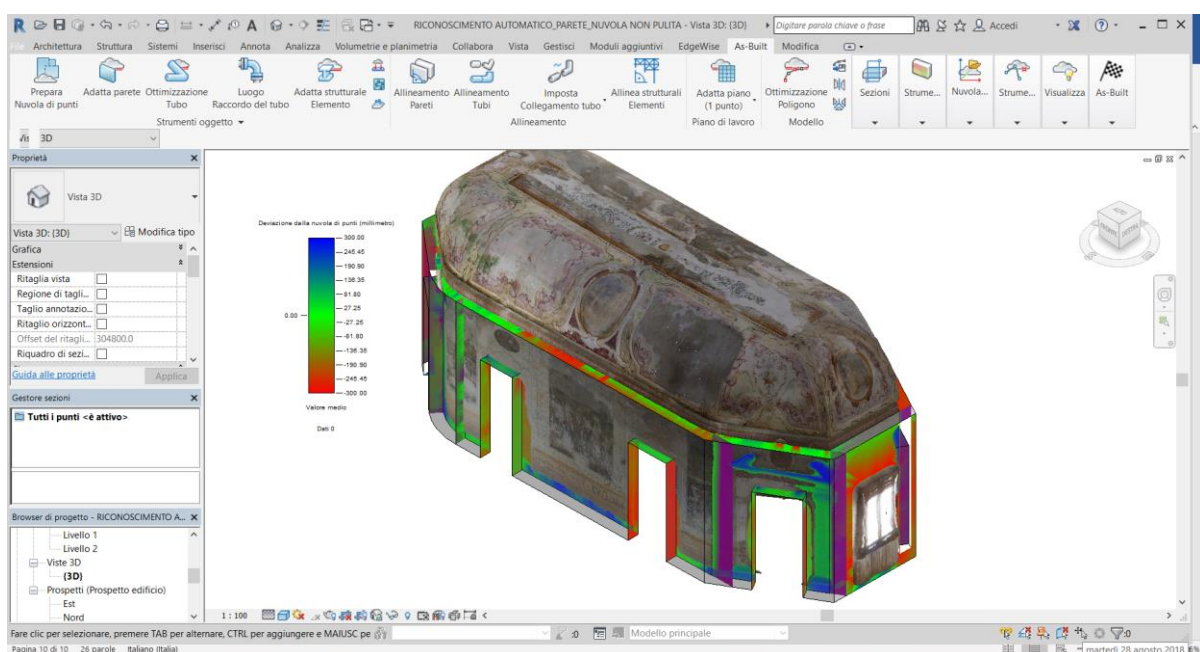 RICONOSCIMENTO AUTOMATICO_PARETE_NUVOLA NON PULITA - Vista 3D: {3D}
Digitare parola chiave o frase
Accedi
Architettura Struttura Sistemi Inserisci Annota Analizza Volumetrie e planimetria Collabora Vista Gestisci Moduli aggiuntivi EdgeWise As-Built Modifica
Prepara Nuvola di punti
Adatta parete
Ottimizzazione Tubo
Luogo Raccordo del tubo
Adatta strutturale Elemento
Allineamento Pareti
Allineamento Tubi
Imposta Collegamento tubo
Allinea strutturali Elementi
Adatta piano (1 punto)
Ottimizzazione Poligono
Sezioni
Strume...
Nuvola...
Strume...
Visualizza
As-Built
Strumenti oggetto
Allineamento
Piano di lavoro
Modello
3D
Proprietà
Vista 3D
Vista 3D: {3D}
Modifica tipo
Grafica
Estensioni
Ritaglia vista
Regione di tagli...
Taglio annotazio...
Ritaglio orizzont...
Offset del ritagli... 304800.0
Riquadro di sezi...
Guida alle proprietà
Applica
Gestore sezioni
Tutti i punti <è attivo>
Browser di progetto - RICONOSCIMENTO A...
Livello 1
Livello 2
Viste 3D
{3D}
Prospetti (Prospetto edificio)
Est
Nord
Deviazione dalla nuvola di punti (millimetro)
300.00
245.45
190.90
136.35
81.80
27.25
0.00
-27.25
-81.80
-136.35
-190.90
-245.45
-300.00
Valore medio
Dati 0
1 : 100
Fare clic per selezionare, premere TAB per alternare, CTRL per aggiungere e MAIUSC pe
:0
Modello principale
:0
Pagina 10 di 10 26 parole Italiano (Italia)
martedì 28 agosto 2018